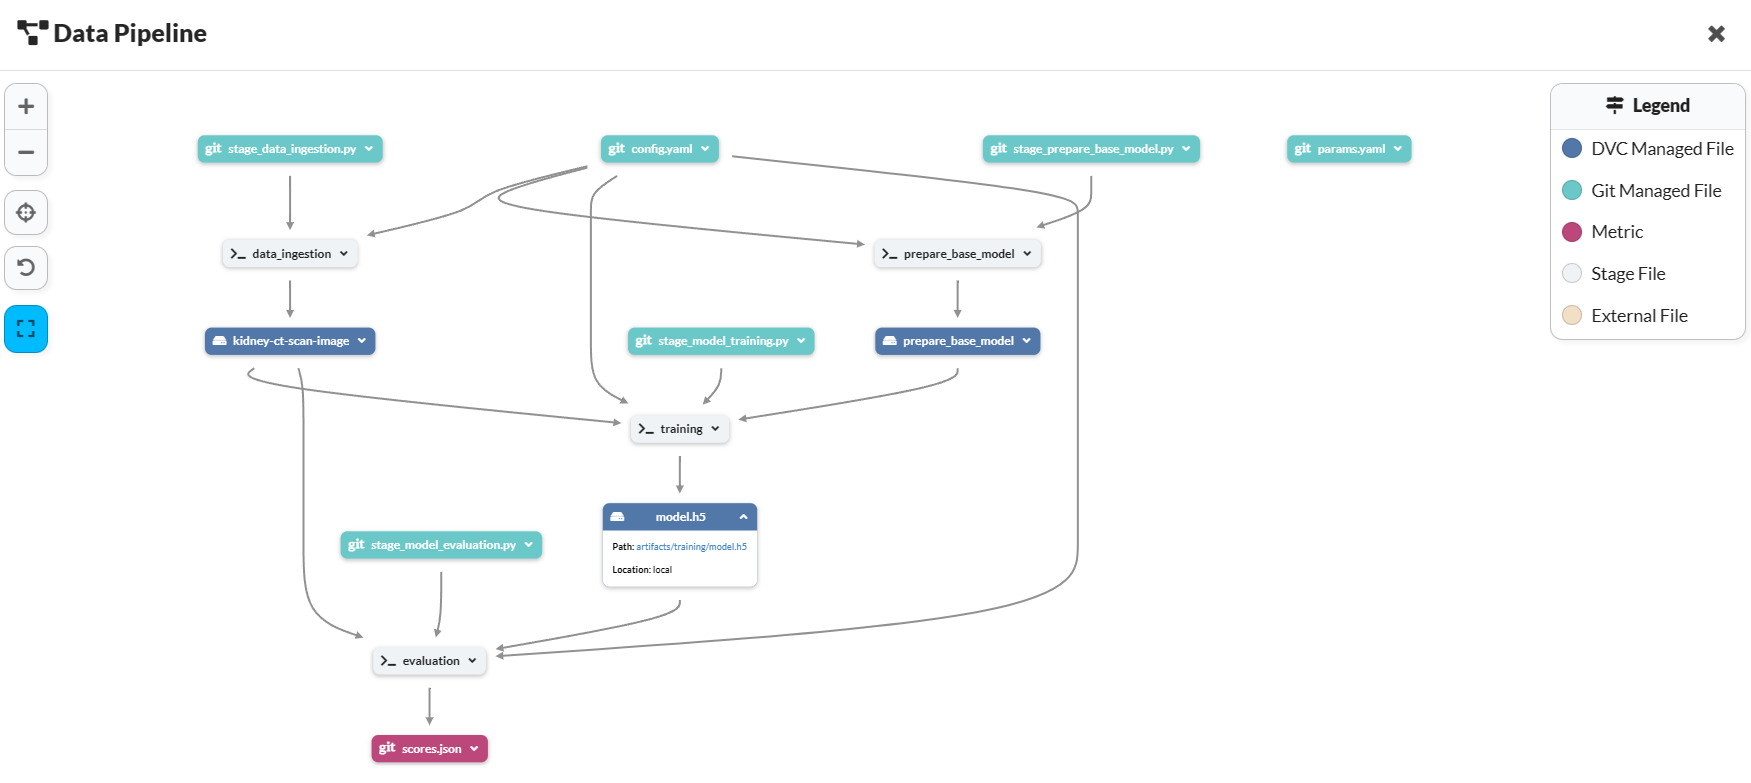 Data Pipeline
Legend
DVC Managed File
Git Managed File
Metric
Stage File
External File
git stage_data_ingestion.py
git config.yaml
git stage_prepare_base_model.py
git params.yaml
>_ data_ingestion
>_ prepare_base_model
kidney-ct-scan-image
git stage_model_training.py
prepare_base_model
>_ training
model.h5
Path: artifacts/training/model.h5
Location: local
git stage_model_evaluation.py
>_ evaluation
git scores.json